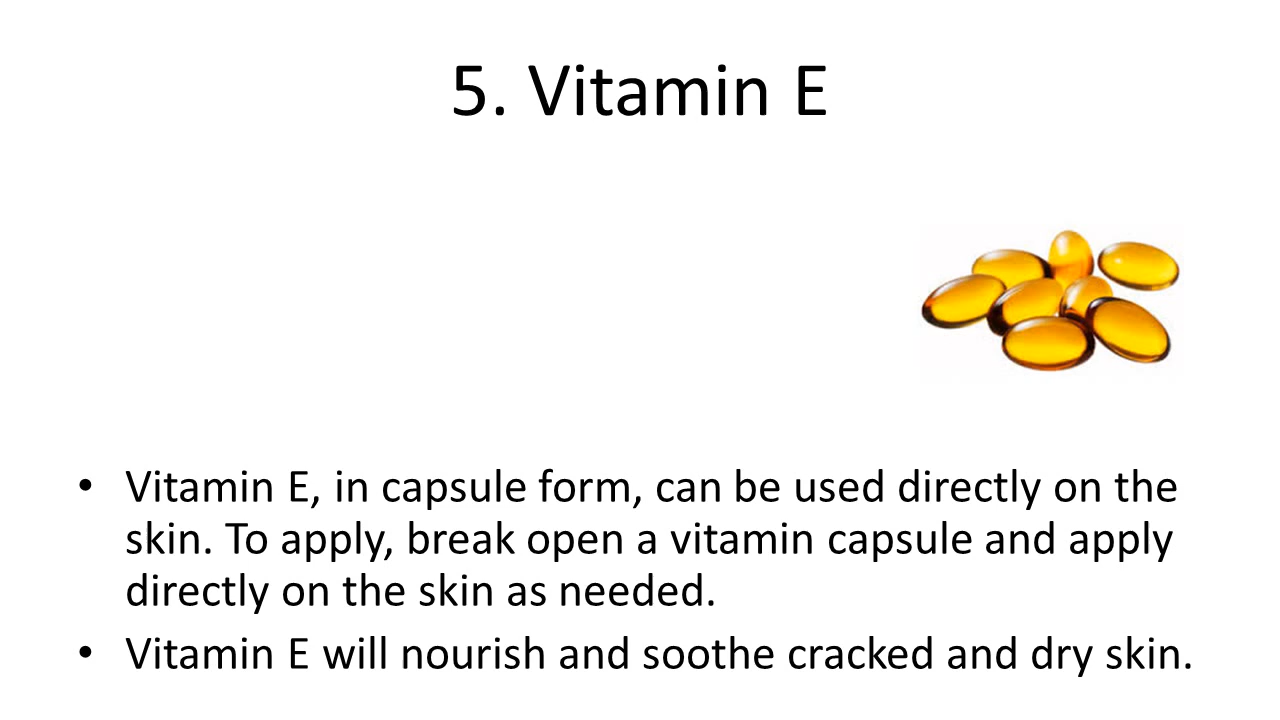 5. Vitamin E
• Vitamin E, in capsule form, can be used directly on the
skin. To apply, break open a vitamin capsule and apply
directly on the skin as needed.
• Vitamin E will nourish and soothe cracked and dry skin.